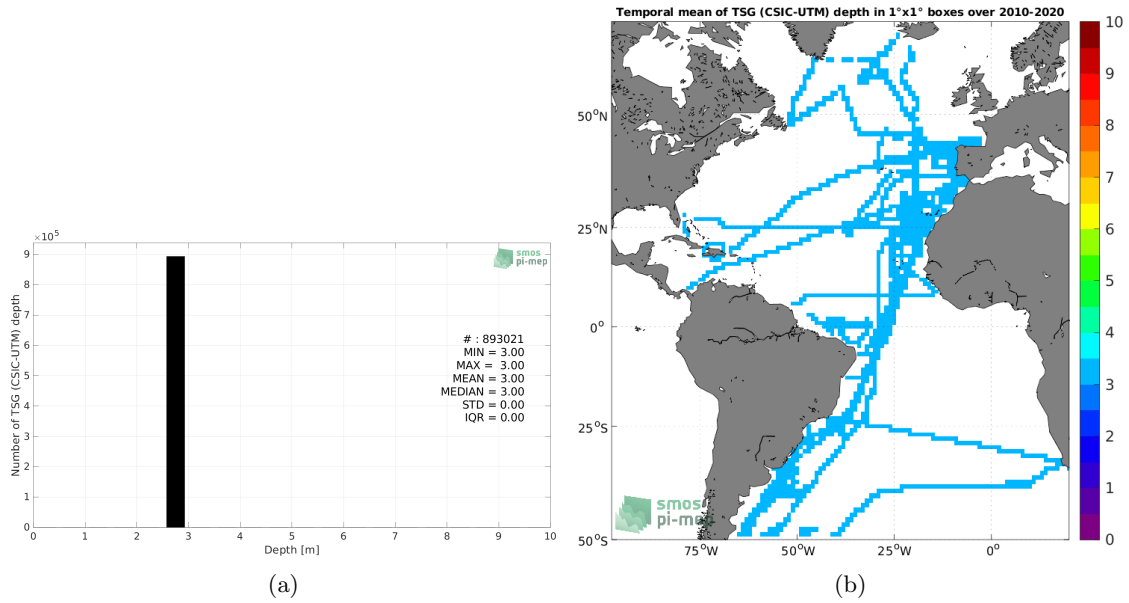 ×10⁵
9
8
7
6
5
4
3
2
1
0
Number of TSG (CSIC-UTM) depth
0 1 2 3 4 5 6 7 8 9 10
Depth [m]
smos
pi-mep
# : 893021
MIN = 3.00
MAX = 3.00
MEAN = 3.00
MEDIAN = 3.00
STD = 0.00
IQR = 0.00
(a)
Temporal mean of TSG (CSIC-UTM) depth in 1°x1° boxes over 2010-2020
50°N
25°N
0°
25°S
50°S
75°W 50°W 25°W 0°
smos
pi-mep
10
9
8
7
6
5
4
3
2
1
0
(b)